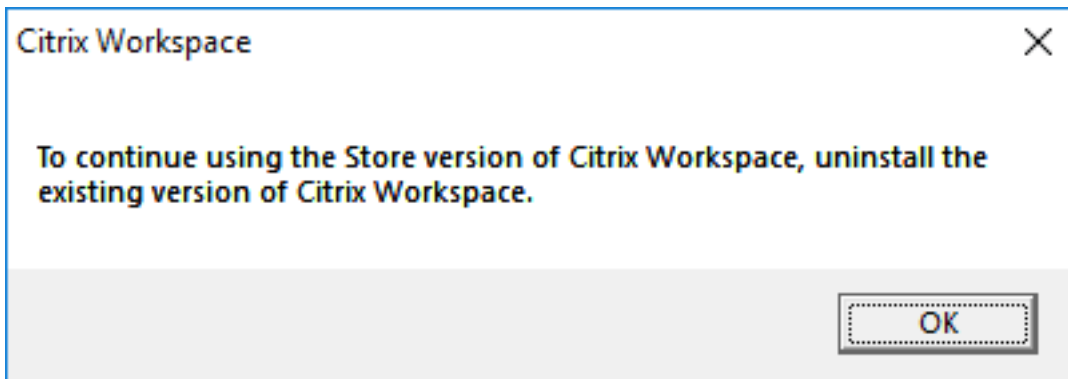 Citrix Workspace
To continue using the Store version of Citrix Workspace, uninstall the
existing version of Citrix Workspace.
OK